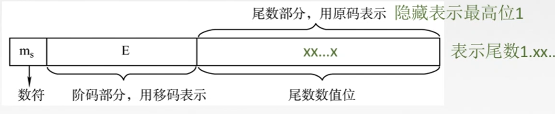 尾数部分，用原码表示 隐藏表示最高位1
m_s E xx...x 表示尾数1.xx..
数符 阶码部分，用移码表示 尾数数值位